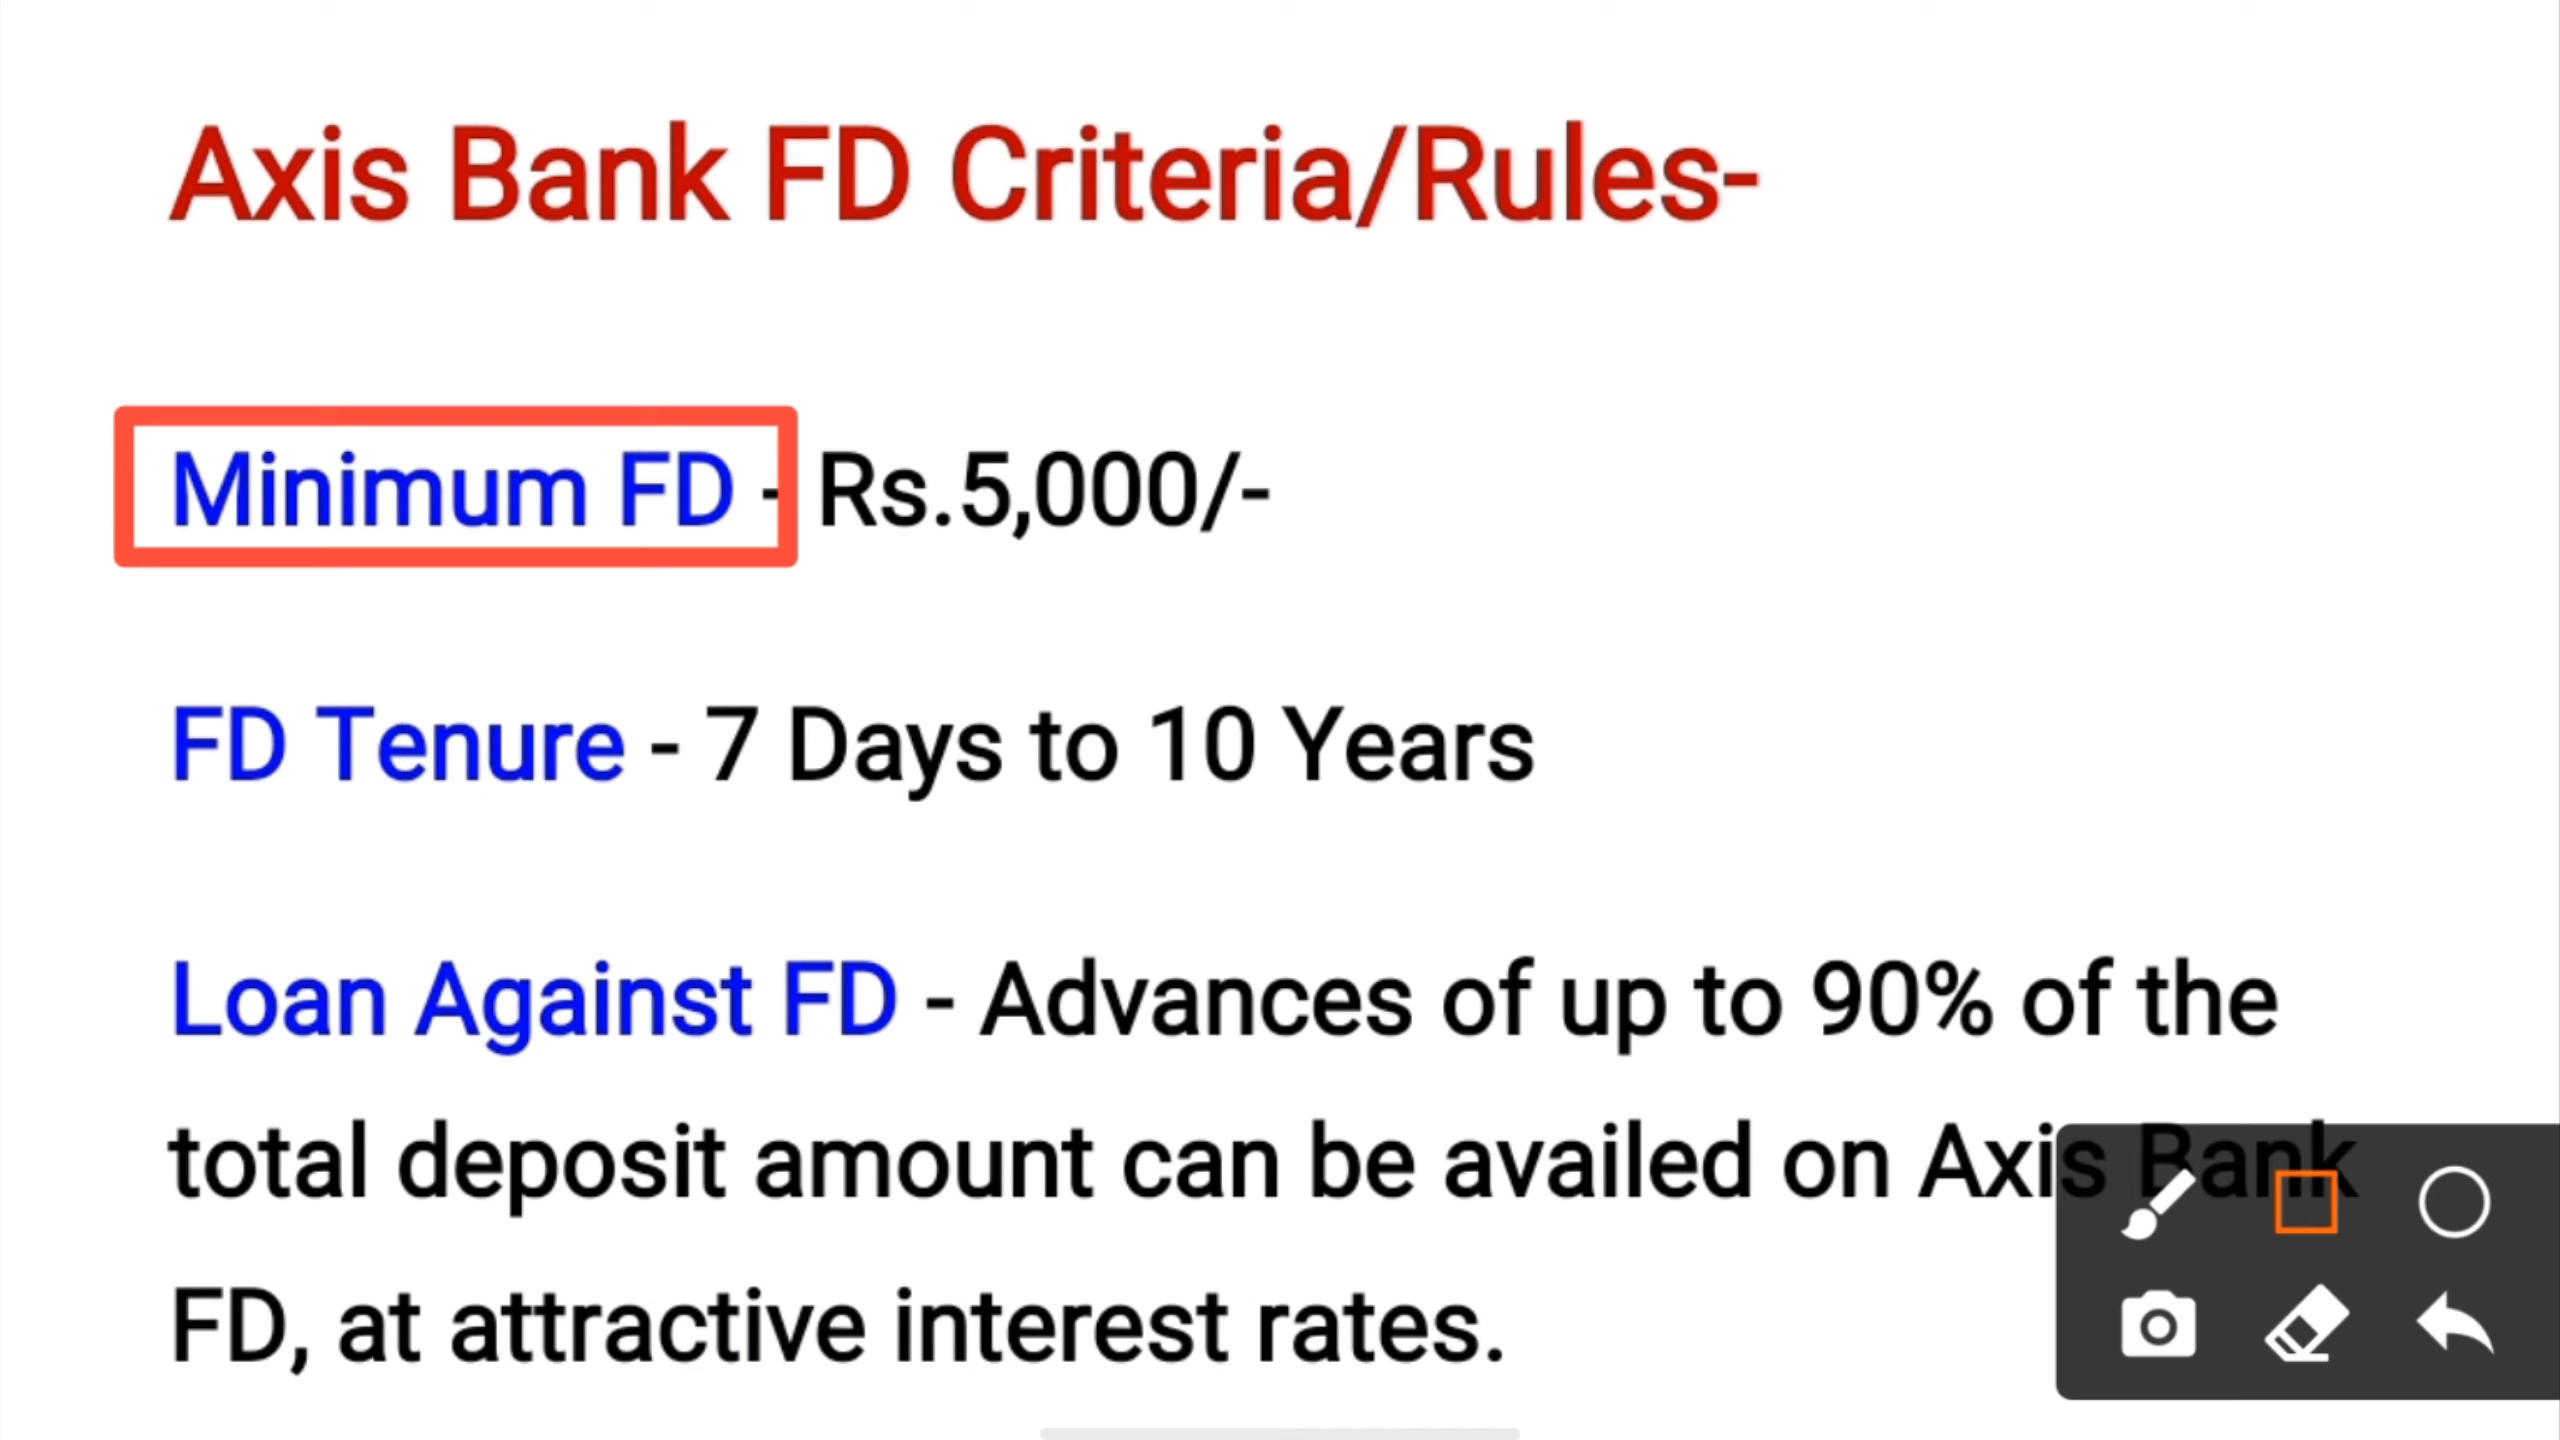 Axis Bank FD Criteria/Rules-
Minimum FD - Rs.5,000/-
FD Tenure - 7 Days to 10 Years
Loan Against FD - Advances of up to 90% of the
total deposit amount can be availed on Axis Bank
FD, at attractive interest rates.